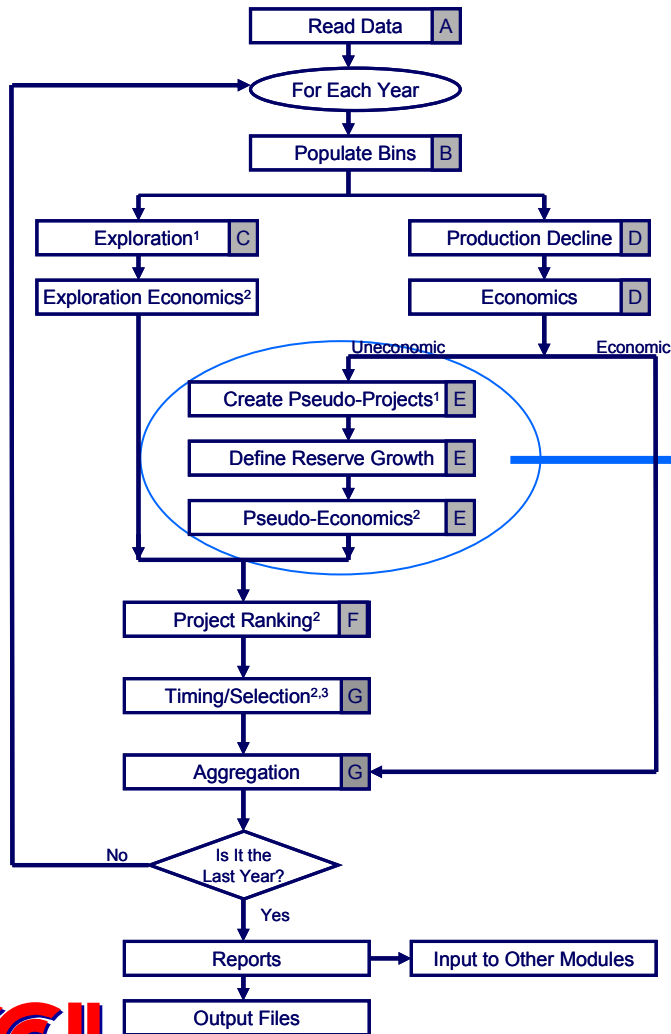 Read Data A
For Each Year
Populate Bins B
Exploration¹ C
Production Decline D
Exploration Economics²
Economics D
Uneconomic
Economic
Create Pseudo-Projects¹ E
Define Reserve Growth E
Pseudo-Economics² E
Project Ranking² F
Timing/Selection²,³ G
Aggregation G
No
Is It the
Last Year?
Yes
Reports
Input to Other Modules
Output Files